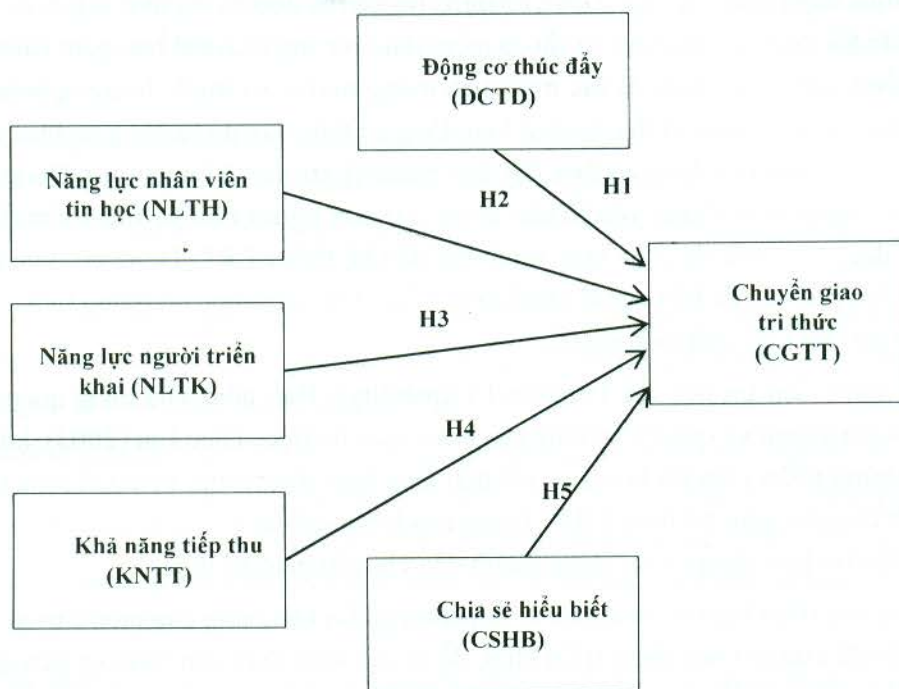 Động cơ thúc đẩy
(DCTD)
Năng lực nhân viên
tin học (NLTH)
H2
H1
Chuyển giao
tri thức
(CGTT)
Năng lực người triển
khai (NLTK)
H3
H4
H5
Khả năng tiếp thu
(KNTT)
Chia sẻ hiểu biết
(CSHB)